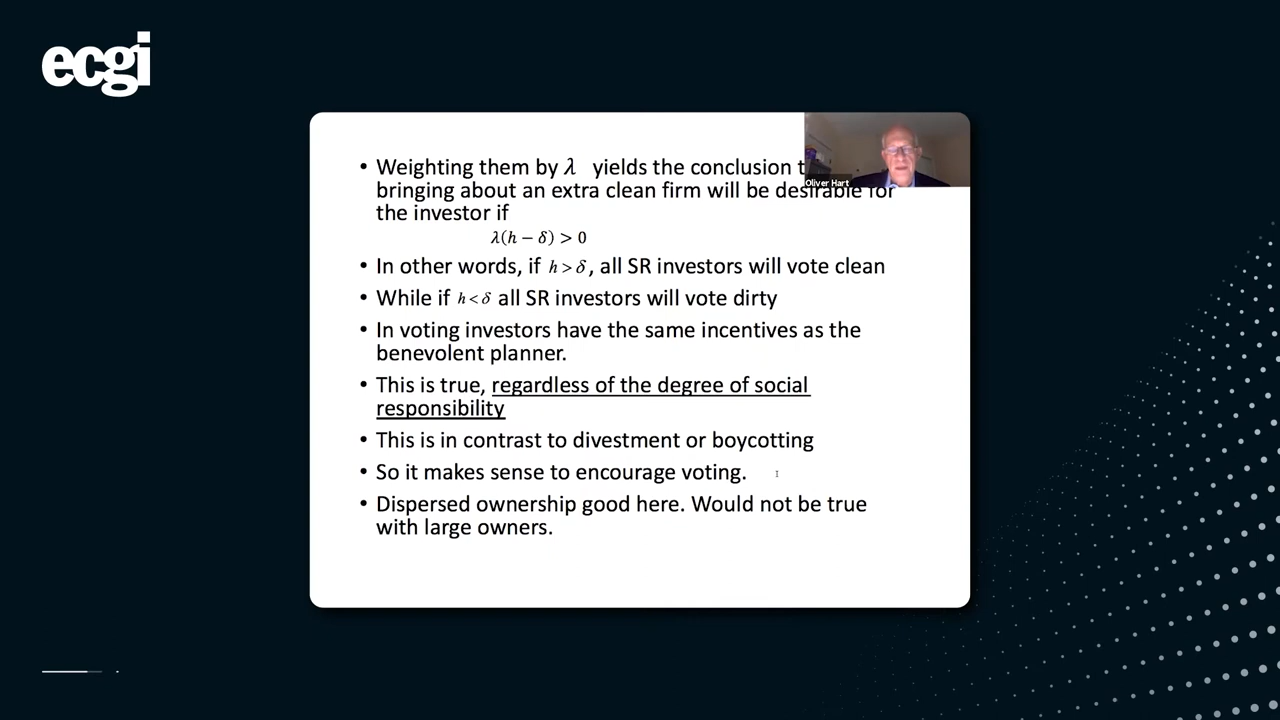 ecgi
• Weighting them by λ yields the conclusion
bringing about an extra clean firm will be desirable for
the investor if
λ(h − δ) > 0
• In other words, if h > δ, all SR investors will vote clean
• While if h < δ all SR investors will vote dirty
• In voting investors have the same incentives as the
benevolent planner.
• This is true, regardless of the degree of social
responsibility
• This is in contrast to divestment or boycotting
• So it makes sense to encourage voting.
• Dispersed ownership good here. Would not be true
with large owners.
Oliver Hart